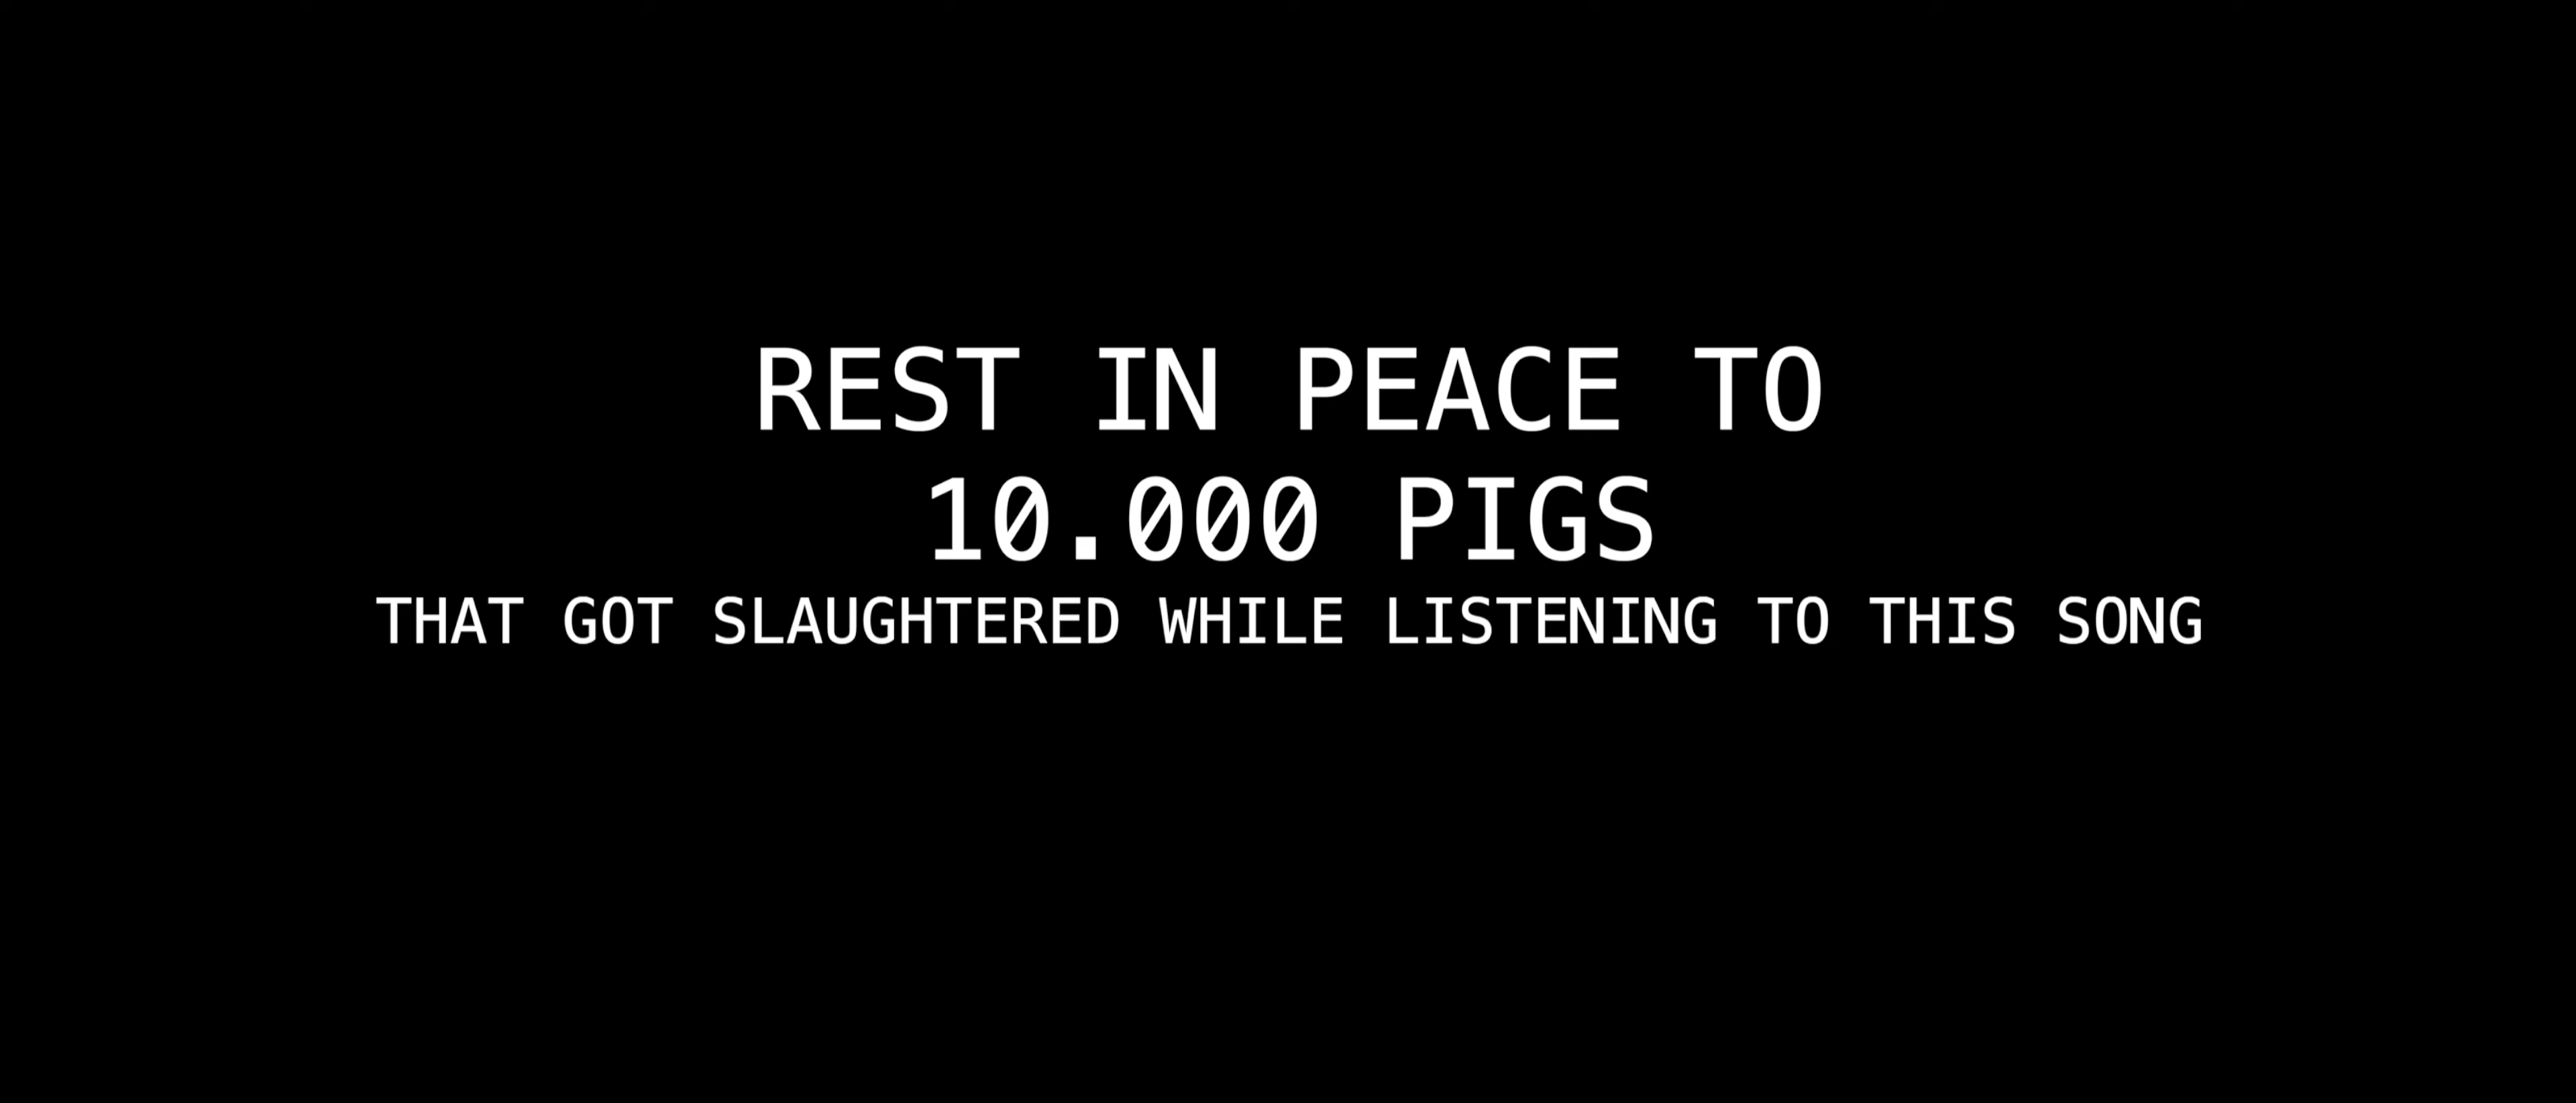 REST IN PEACE TO
10.000 PIGS
THAT GOT SLAUGHTERED WHILE LISTENING TO THIS SONG